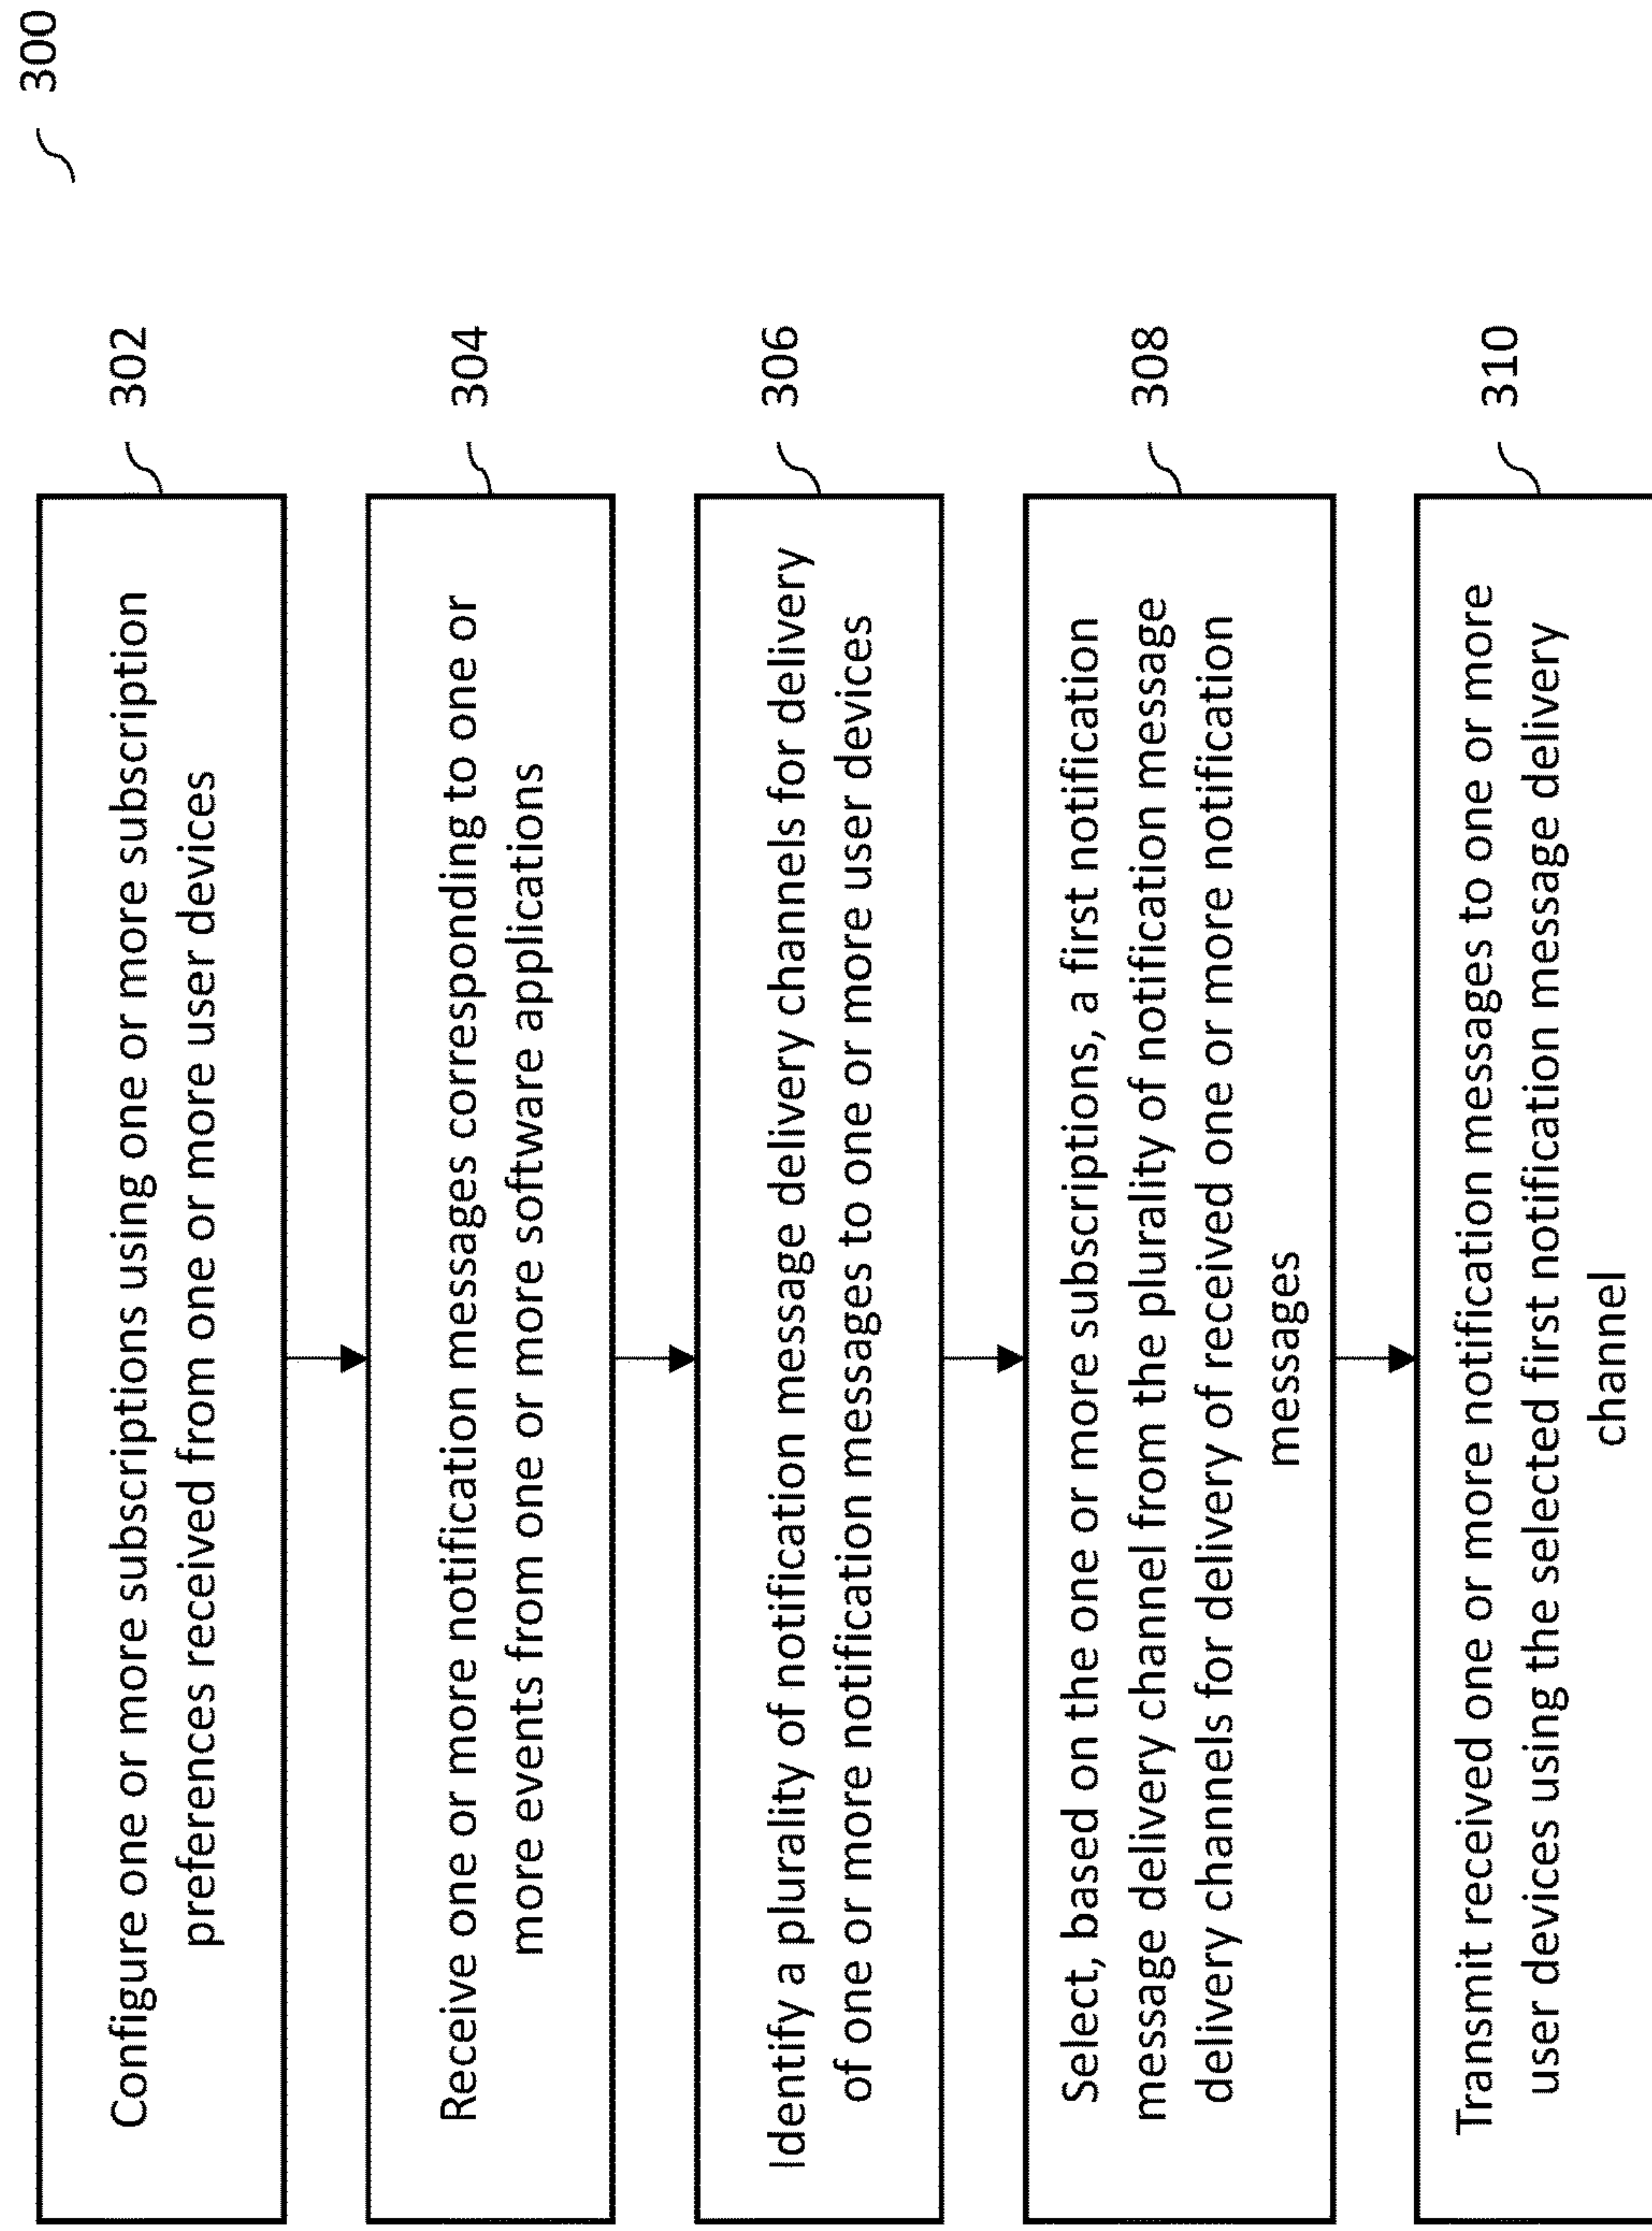 300
302
Configure one or more subscriptions using one or more subscription
preferences received from one or more user devices
304
Receive one or more notification messages corresponding to one or
more events from one or more software applications
306
Identify a plurality of notification message delivery channels for delivery
of one or more notification messages to one or more user devices
308
Select, based on the one or more subscriptions, a first notification
message delivery channel from the plurality of notification message
delivery channels for delivery of received one or more notification
messages
310
Transmit received one or more notification messages to one or more
user devices using the selected first notification message delivery
channel